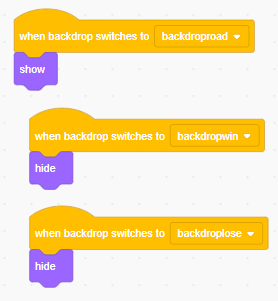 when backdrop switches to backdroproad
show
when backdrop switches to backdropwin
hide
when backdrop switches to backdroplose
hide